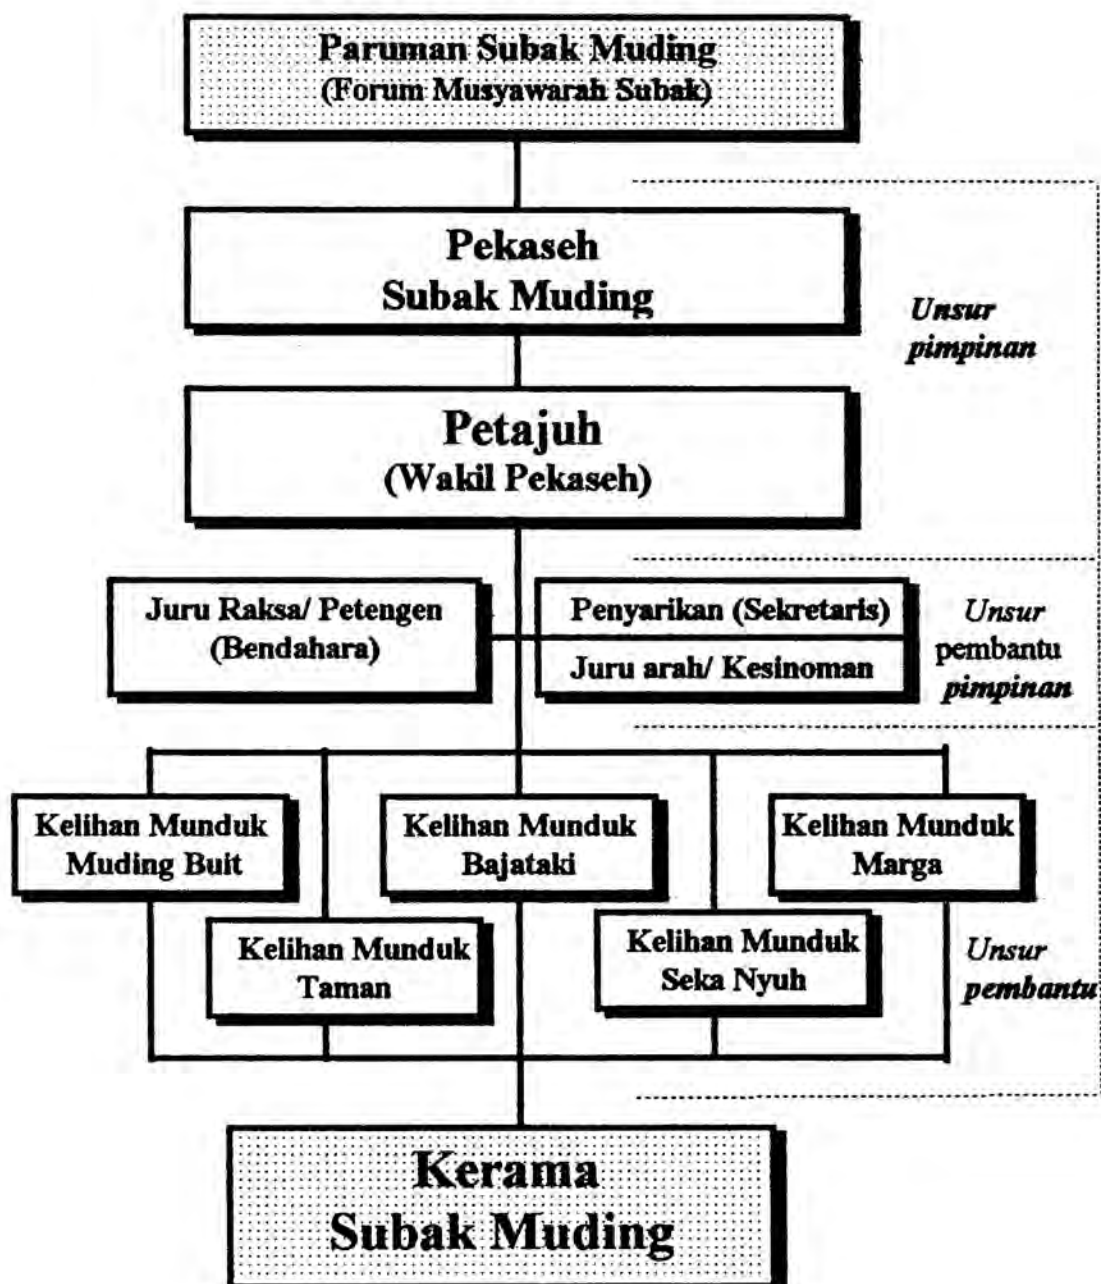 Paruman Subak Muding
(Forum Musyawarah Subak)
Pekaseh
Subak Muding
Unsur
pimpinan
Petajuh
(Wakil Pekaseh)
Juru Raksa/ Petengen
(Bendahara)
Penyarikan (Sekretaris)
Juru arah/ Kesinoman
Unsur
pembantu
pimpinan
Kelihan Munduk
Muding Buit
Kelihan Munduk
Bajataki
Kelihan Munduk
Marga
Kelihan Munduk
Taman
Kelihan Munduk
Seka Nyuh
Unsur
pembantu
Kerama
Subak Muding